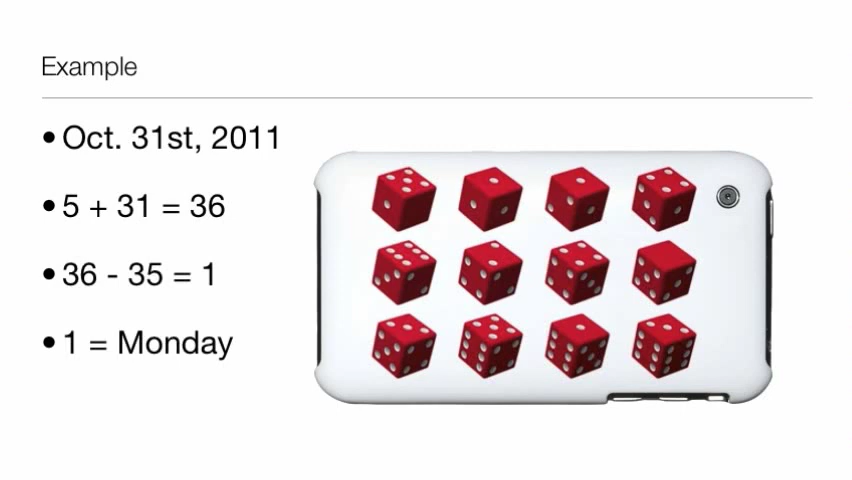 Example
• Oct. 31st, 2011
• 5 + 31 = 36
• 36 - 35 = 1
• 1 = Monday